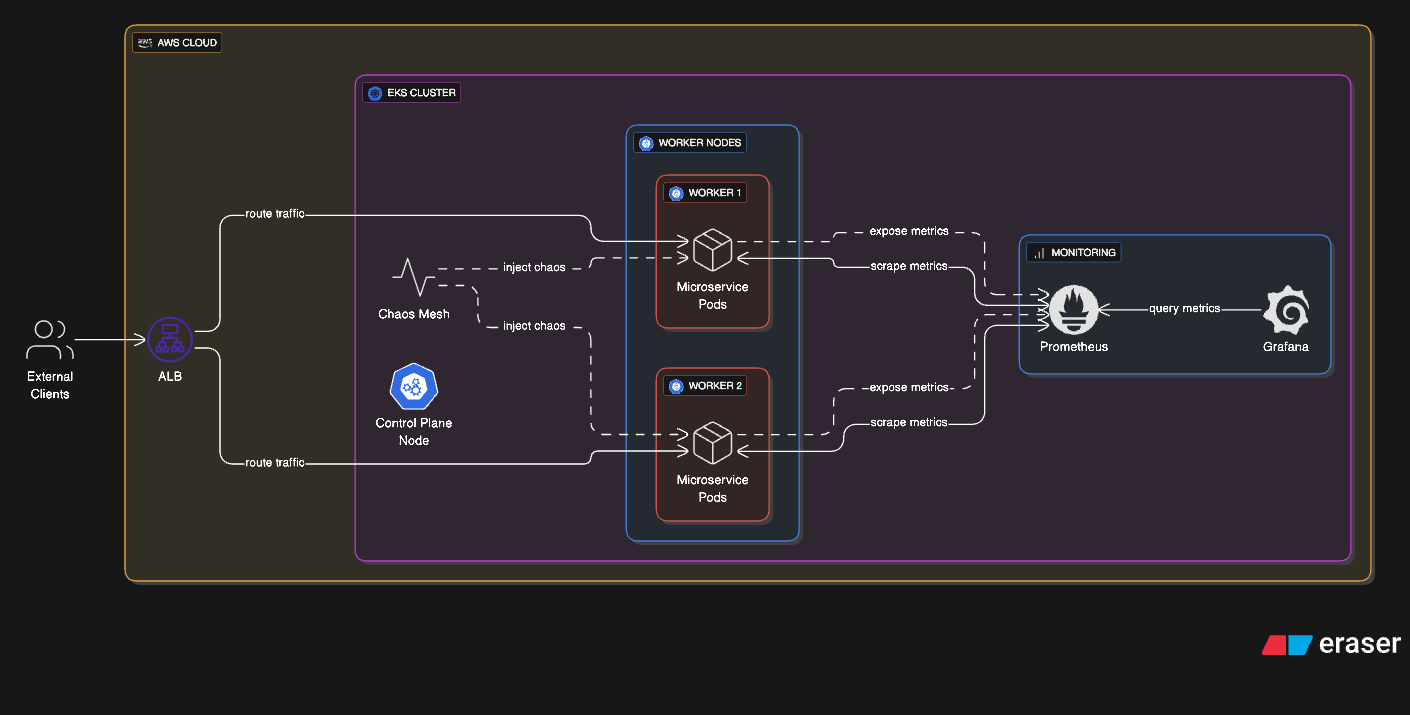 aws AWS CLOUD
EKS CLUSTER
WORKER NODES
WORKER 1
route traffic
expose metrics
MONITORING
inject chaos
scrape metrics
Microservice
Pods
Chaos Mesh
query metrics
inject chaos
Prometheus
Grafana
External
Clients
ALB
WORKER 2
expose metrics
Control Plane
Node
scrape metrics
route traffic
Microservice
Pods
eraser